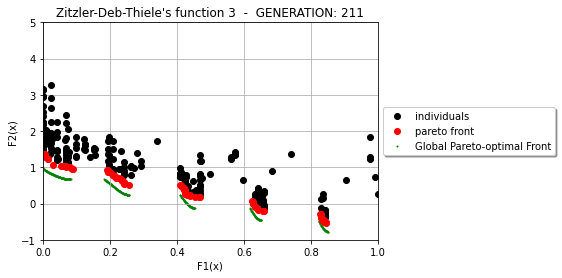 Zitzler-Deb-Thiele's function 3 - GENERATION: 211
5
4
3
2
1
0
−1
F2(x)
0.0 0.2 0.4 0.6 0.8 1.0
F1(x)
individuals
pareto front
Global Pareto-optimal Front